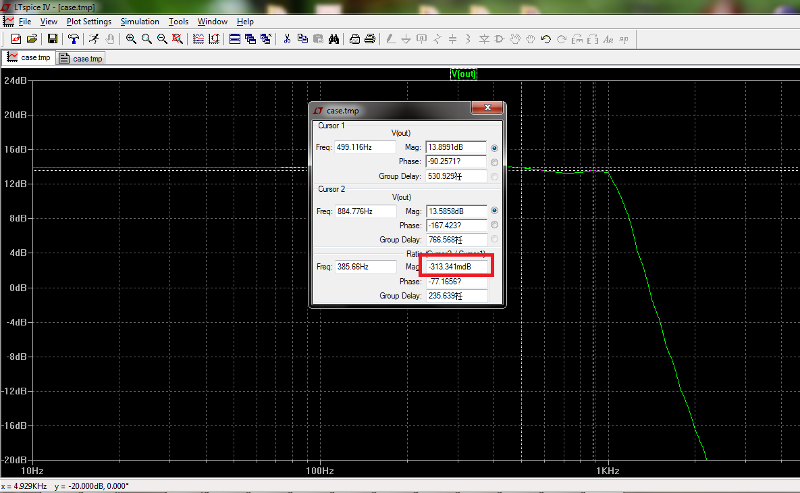 LTspice IV - [case.tmp]
File View Plot Settings Simulation Tools Window Help
case.tmp case.tmp
V(out)
24dB
20dB
16dB
12dB
8dB
4dB
0dB
-4dB
-8dB
-12dB
-16dB
-20dB
10Hz 100Hz 1KHz
case.tmp
Cursor 1
V(out)
Freq: 499.116Hz Mag: 13.8991dB
Phase: -90.2571?
Group Delay: 530.929
Cursor 2
V(out)
Freq: 884.776Hz Mag: 13.5858dB
Phase: -167.423?
Group Delay: 766.568
Ratio (Cursor2 / Cursor1)
Freq: 385.66Hz Mag: -313.341mdB
Phase: -77.1656?
Group Delay: 235.639
x = 4.929KHz y = -20.000dB, 0.000°